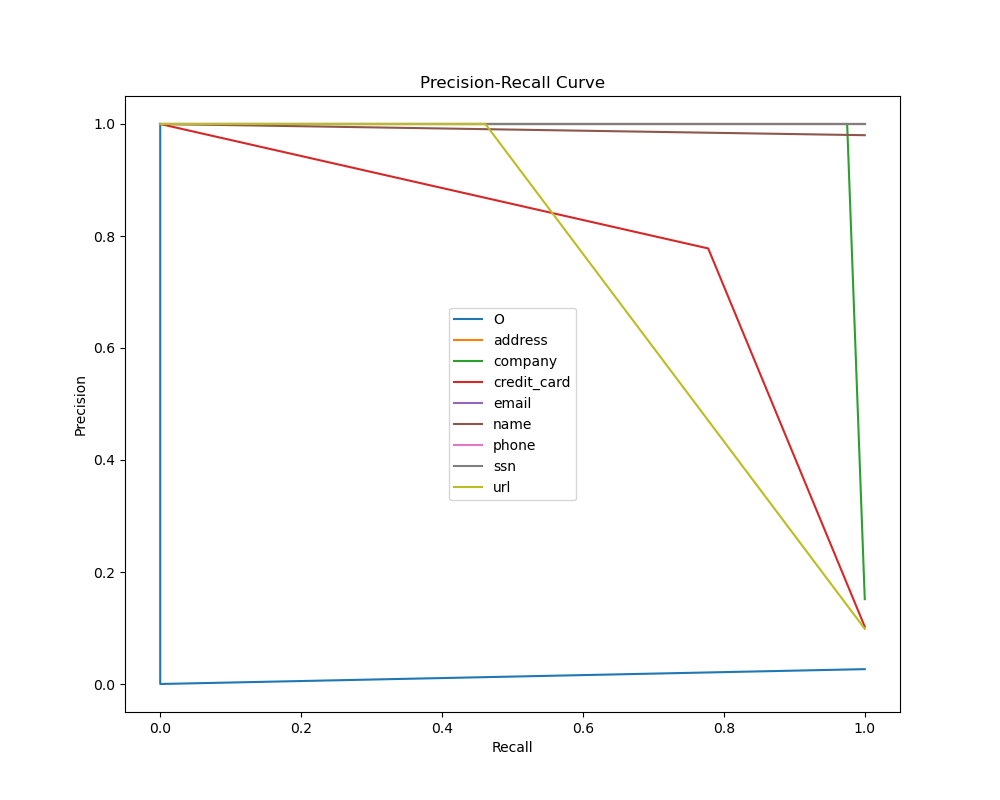 Precision-Recall Curve
1.0
0.8
0.6
0.4
0.2
0.0
Precision
O
address
company
credit_card
email
name
phone
ssn
url
0.0 0.2 0.4 0.6 0.8 1.0
Recall